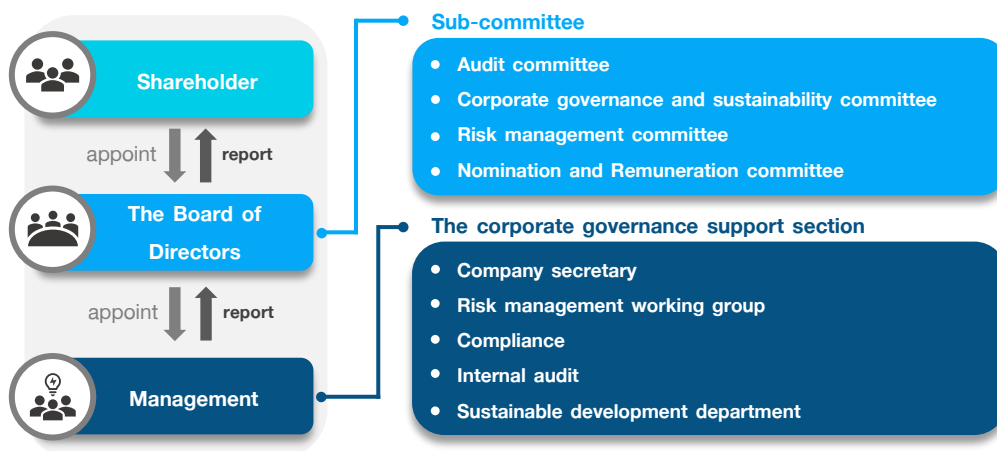 Shareholder
appoint
report
The Board of
Directors
appoint
report
Management
Sub-committee
• Audit committee
• Corporate governance and sustainability committee
• Risk management committee
• Nomination and Remuneration committee
The corporate governance support section
• Company secretary
• Risk management working group
• Compliance
• Internal audit
• Sustainable development department